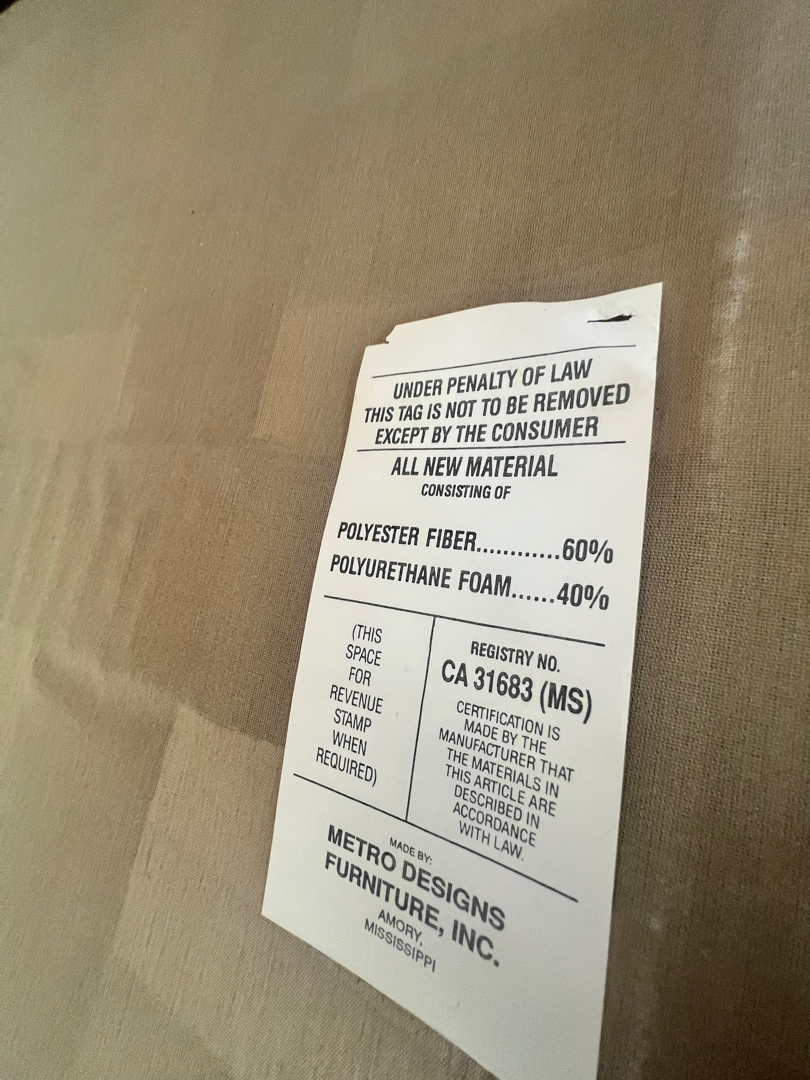 UNDER PENALTY OF LAW
THIS TAG IS NOT TO BE REMOVED
EXCEPT BY THE CONSUMER
ALL NEW MATERIAL
CONSISTING OF
POLYESTER FIBER............60%
POLYURETHANE FOAM......40%
(THIS
SPACE
FOR
REVENUE
STAMP
WHEN
REQUIRED)
REGISTRY NO.
CA 31683 (MS)
CERTIFICATION IS
MADE BY THE
MANUFACTURER THAT
THE MATERIALS IN
THIS ARTICLE ARE
DESCRIBED IN
ACCORDANCE
WITH LAW.
MADE BY:
METRO DESIGNS
FURNITURE, INC.
AMORY,
MISSISSIPPI